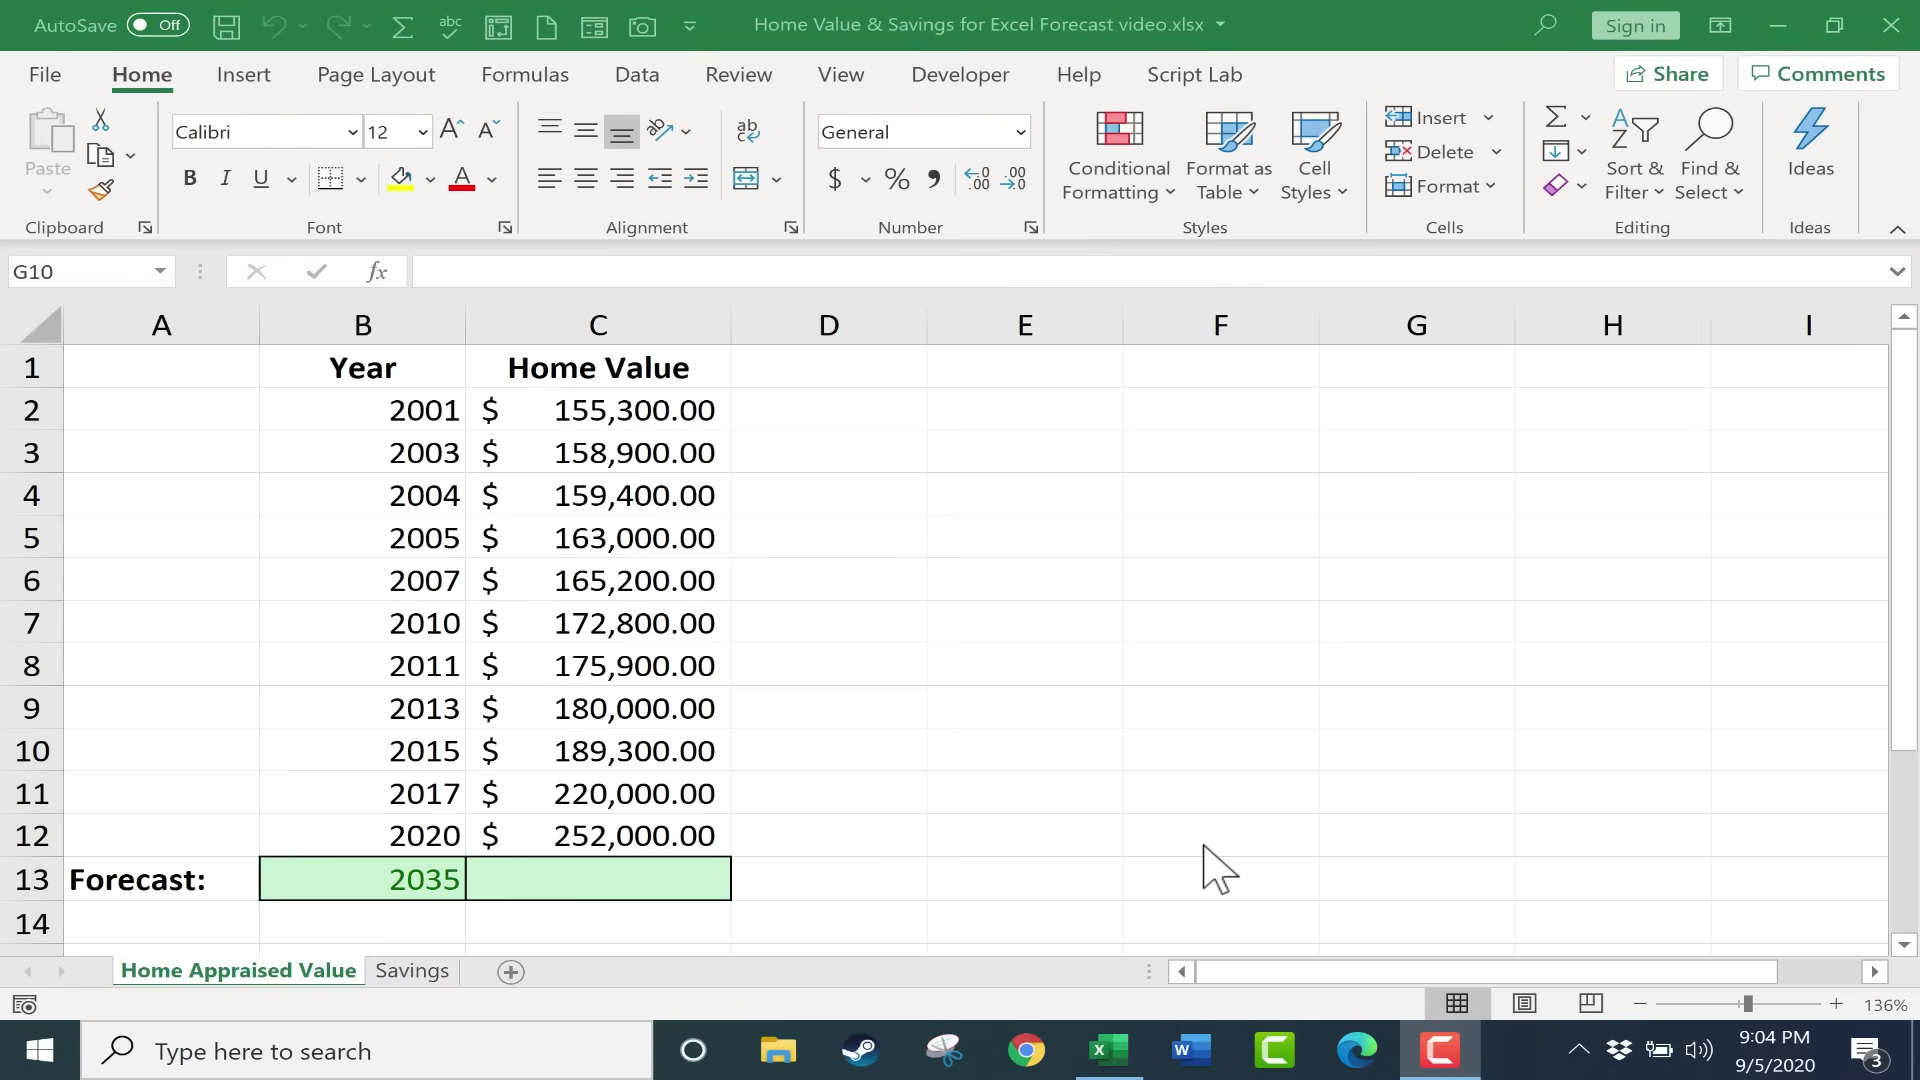 AutoSave Off Home Value & Savings for Excel Forecast video.xlsx Sign in
File Home Insert Page Layout Formulas Data Review View Developer Help Script Lab Share Comments
Paste Calibri 12 General Conditional Formatting Format as Table Cell Styles Insert Delete Format Sort & Filter Find & Select Ideas
Clipboard Font Alignment Number Styles Cells Editing Ideas
G10 fx
A B C D E F G H I
1 Year Home Value
2 2001 $ 155,300.00
3 2003 $ 158,900.00
4 2004 $ 159,400.00
5 2005 $ 163,000.00
6 2007 $ 165,200.00
7 2010 $ 172,800.00
8 2011 $ 175,900.00
9 2013 $ 180,000.00
10 2015 $ 189,300.00
11 2017 $ 220,000.00
12 2020 $ 252,000.00
13 Forecast: 2035
14
Home Appraised Value Savings
136%
Type here to search 9:04 PM
9/5/2020 3